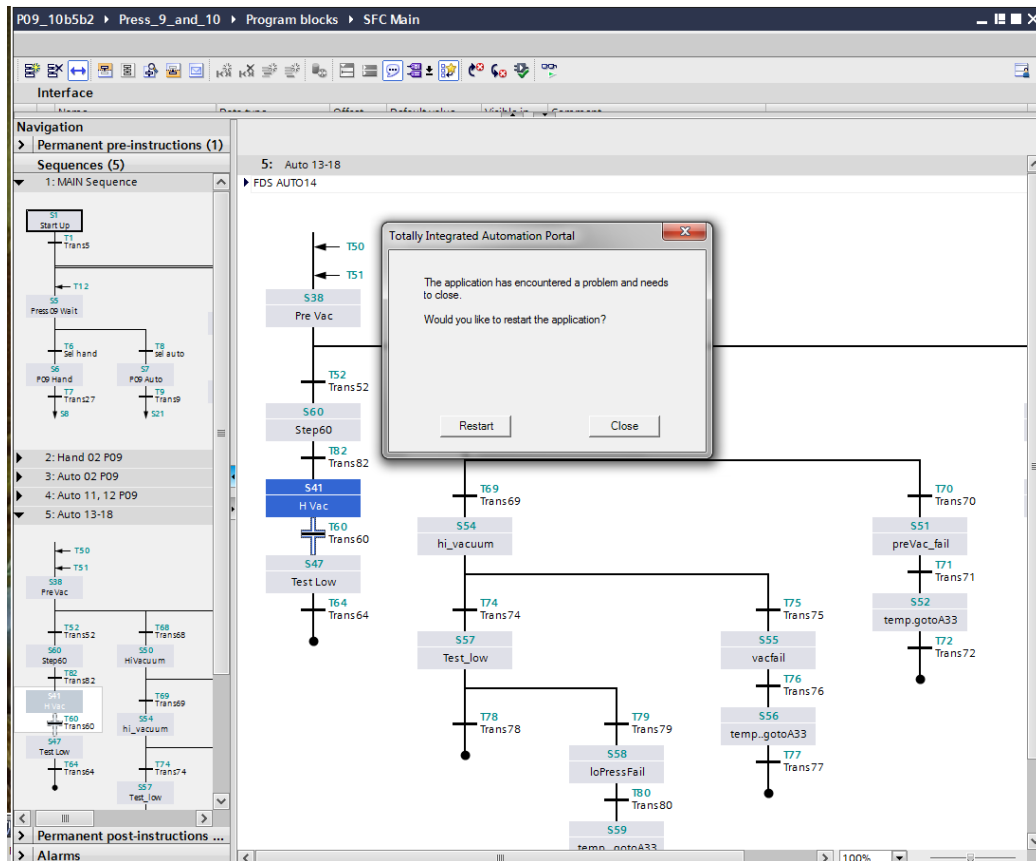 P09_10b5b2 ▸ Press_9_and_10 ▸ Program blocks ▸ SFC Main
Interface
Navigation
Permanent pre-instructions (1)
Sequences (5)
1: MAIN Sequence
S1
Start Up
T1
Trans5
T12
S5
Press 09 Wait
T6
Sel hand
T8
sel auto
S6
P09 Hand
S7
P09 Auto
T7
Trans27
T9
Trans9
S8
S21
2: Hand 02 P09
3: Auto 02 P09
4: Auto 11, 12 P09
5: Auto 13-18
T50
T51
S38
Pre Vac
T52
Trans52
T68
Trans68
S60
Step60
S50
HiVacuum
T82
Trans82
S41
H Vac
T69
Trans69
T60
Trans60
S54
hi_vacuum
S47
Test Low
T64
Trans64
T74
Trans74
S57
Test_low
Permanent post-instructions ...
Alarms
5: Auto 13-18
FDS AUTO14
T50
T51
S38
Pre Vac
T52
Trans52
S60
Step60
T82
Trans82
S41
H Vac
T60
Trans60
S47
Test Low
T64
Trans64
Totally Integrated Automation Portal
The application has encountered a problem and needs
to close.
Would you like to restart the application?
Restart
Close
T69
Trans69
T70
Trans70
S54
hi_vacuum
S51
preVac_fail
T71
Trans71
T74
Trans74
T75
Trans75
S52
temp.gotoA33
S57
Test_low
S55
vacfail
T72
Trans72
T76
Trans76
T78
Trans78
T79
Trans79
S56
temp..gotoA33
S58
loPressFail
T77
Trans77
T80
Trans80
S59
temp..gotoA33
100%